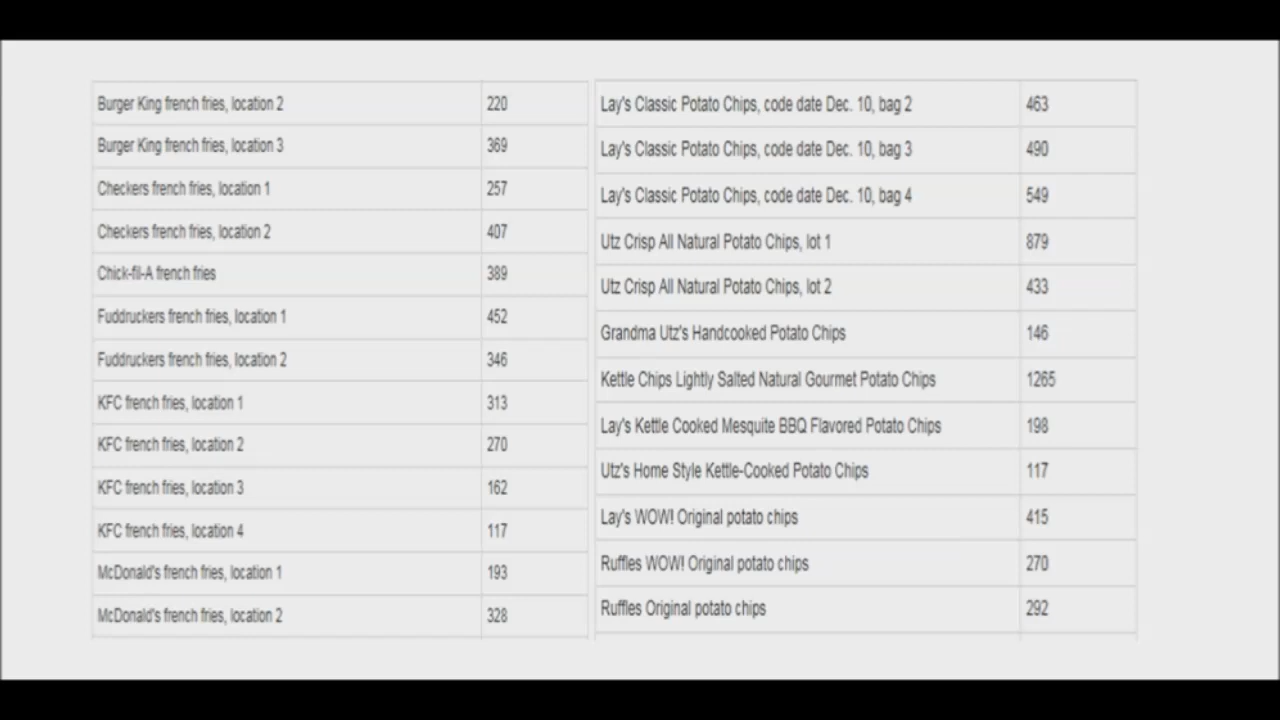 Burger King french fries, location 2 220
Burger King french fries, location 3 369
Checkers french fries, location 1 257
Checkers french fries, location 2 407
Chick-fil-A french fries 389
Fuddruckers french fries, location 1 452
Fuddruckers french fries, location 2 346
KFC french fries, location 1 313
KFC french fries, location 2 270
KFC french fries, location 3 162
KFC french fries, location 4 117
McDonald's french fries, location 1 193
McDonald's french fries, location 2 328
Lay's Classic Potato Chips, code date Dec. 10, bag 2 463
Lay's Classic Potato Chips, code date Dec. 10, bag 3 490
Lay's Classic Potato Chips, code date Dec. 10, bag 4 549
Utz Crisp All Natural Potato Chips, lot 1 879
Utz Crisp All Natural Potato Chips, lot 2 433
Grandma Utz's Handcooked Potato Chips 146
Kettle Chips Lightly Salted Natural Gourmet Potato Chips 1265
Lay's Kettle Cooked Mesquite BBQ Flavored Potato Chips 198
Utz's Home Style Kettle-Cooked Potato Chips 117
Lay's WOW! Original potato chips 415
Ruffles WOW! Original potato chips 270
Ruffles Original potato chips 292